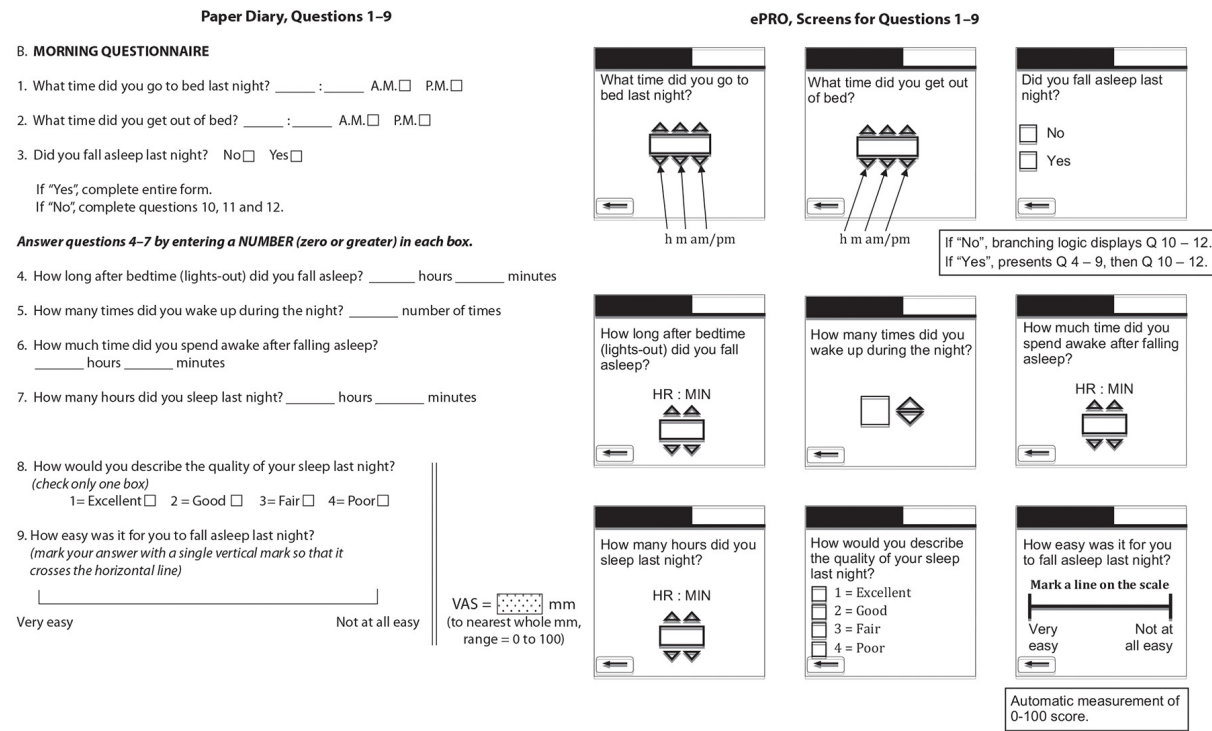 Paper Diary, Questions 1–9
B. MORNING QUESTIONNAIRE
1. What time did you go to bed last night? ______ : ______ A.M.☐ P.M.☐
2. What time did you get out of bed? ______ : ______ A.M.☐ P.M.☐
3. Did you fall asleep last night? No☐ Yes☐
If “Yes”, complete entire form.
If “No”, complete questions 10, 11 and 12.
Answer questions 4–7 by entering a NUMBER (zero or greater) in each box.
4. How long after bedtime (lights-out) did you fall asleep? ______ hours ______ minutes
5. How many times did you wake up during the night? ______ number of times
6. How much time did you spend awake after falling asleep?
______ hours ______ minutes
7. How many hours did you sleep last night? ______ hours ______ minutes
8. How would you describe the quality of your sleep last night?
(check only one box)
1= Excellent☐ 2 = Good ☐ 3= Fair☐ 4= Poor☐
9. How easy was it for you to fall asleep last night?
(mark your answer with a single vertical mark so that it
crosses the horizontal line)
Very easy Not at all easy
VAS = mm
(to nearest whole mm,
range = 0 to 100)
ePRO, Screens for Questions 1–9
What time did you go to
bed last night?
h m am/pm
What time did you get out
of bed?
h m am/pm
Did you fall asleep last
night?
No
Yes
If “No”, branching logic displays Q 10 – 12.
If “Yes”, presents Q 4 – 9, then Q 10 – 12.
How long after bedtime
(lights-out) did you fall
asleep?
HR : MIN
How many times did you
wake up during the night?
How much time did you
spend awake after falling
asleep?
HR : MIN
How many hours did you
sleep last night?
HR : MIN
How would you describe
the quality of your sleep
last night?
1 = Excellent
2 = Good
3 = Fair
4 = Poor
How easy was it for you
to fall asleep last night?
Mark a line on the scale
Very Not at
easy all easy
Automatic measurement of
0-100 score.